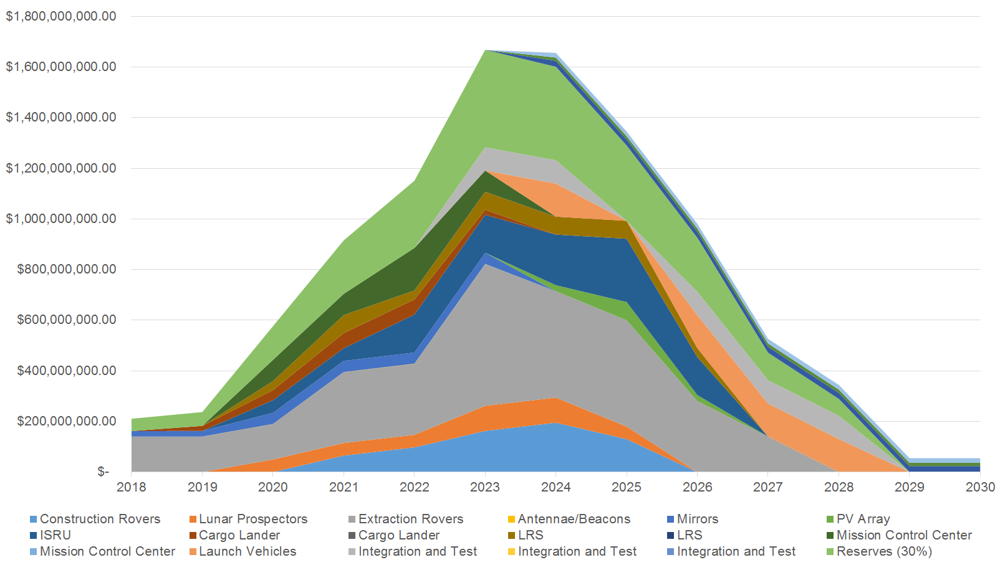 $1,800,000,000.00
$1,600,000,000.00
$1,400,000,000.00
$1,200,000,000.00
$1,000,000,000.00
$800,000,000.00
$600,000,000.00
$400,000,000.00
$200,000,000.00
$-
2018 2019 2020 2021 2022 2023 2024 2025 2026 2027 2028 2029 2030
Construction Rovers Lunar Prospectors Extraction Rovers Antennae/Beacons Mirrors PV Array
ISRU Cargo Lander Cargo Lander LRS LRS Mission Control Center
Mission Control Center Launch Vehicles Integration and Test Integration and Test Integration and Test Reserves (30%)